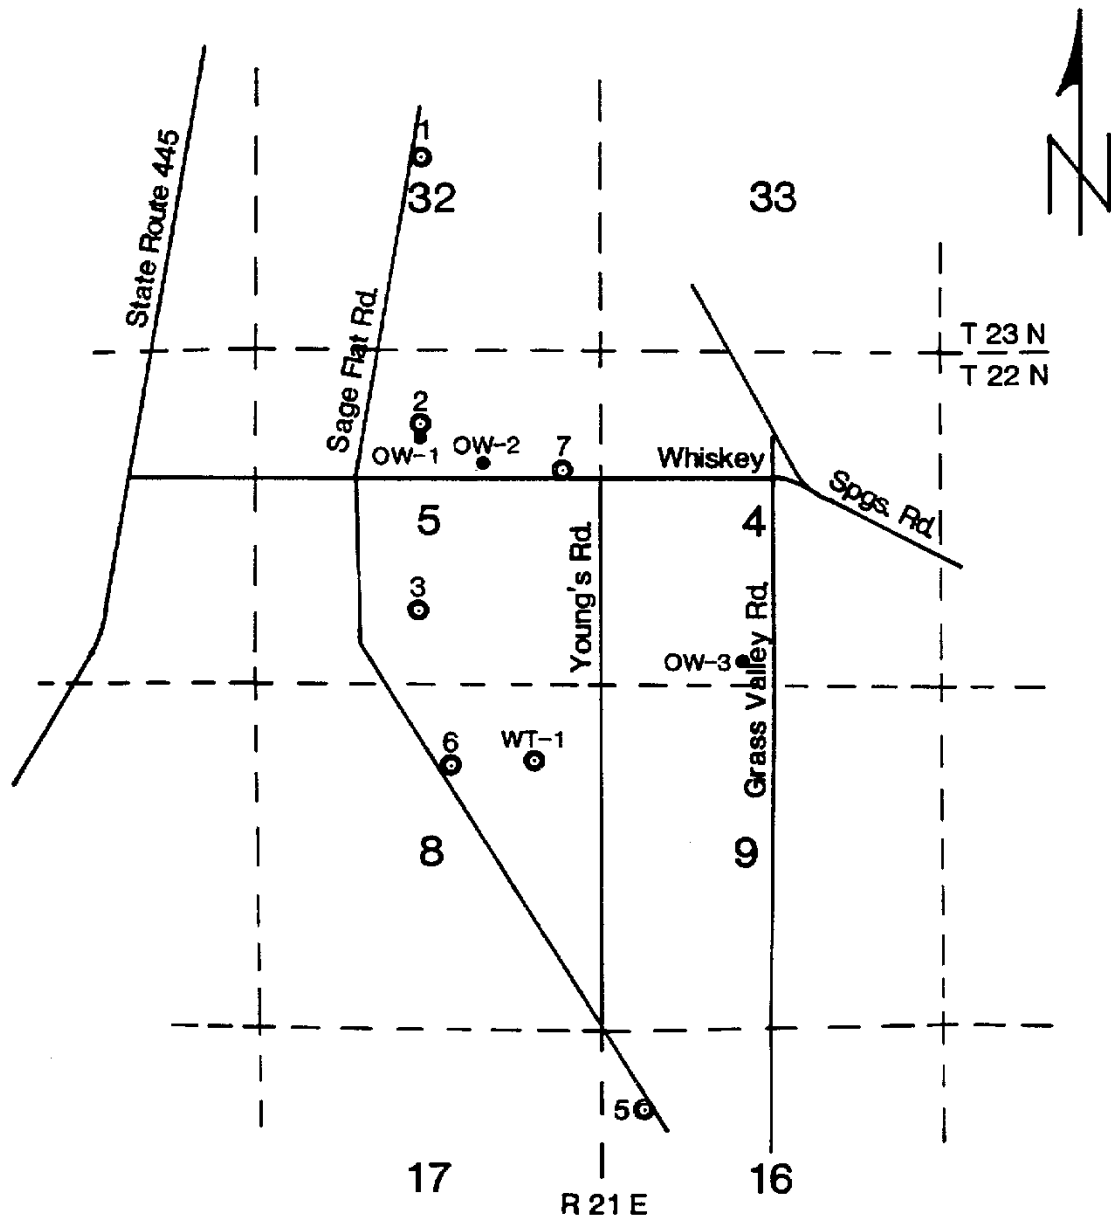 1
32
33
N
State Route 445
Sage Flat Rd.
T 23 N
T 22 N
2
OW-1
OW-2
7
Whiskey
Spgs. Rd.
5
4
3
Young's Rd.
Grass Valley Rd.
OW-3
6
WT-1
8
9
5
17
16
R 21 E